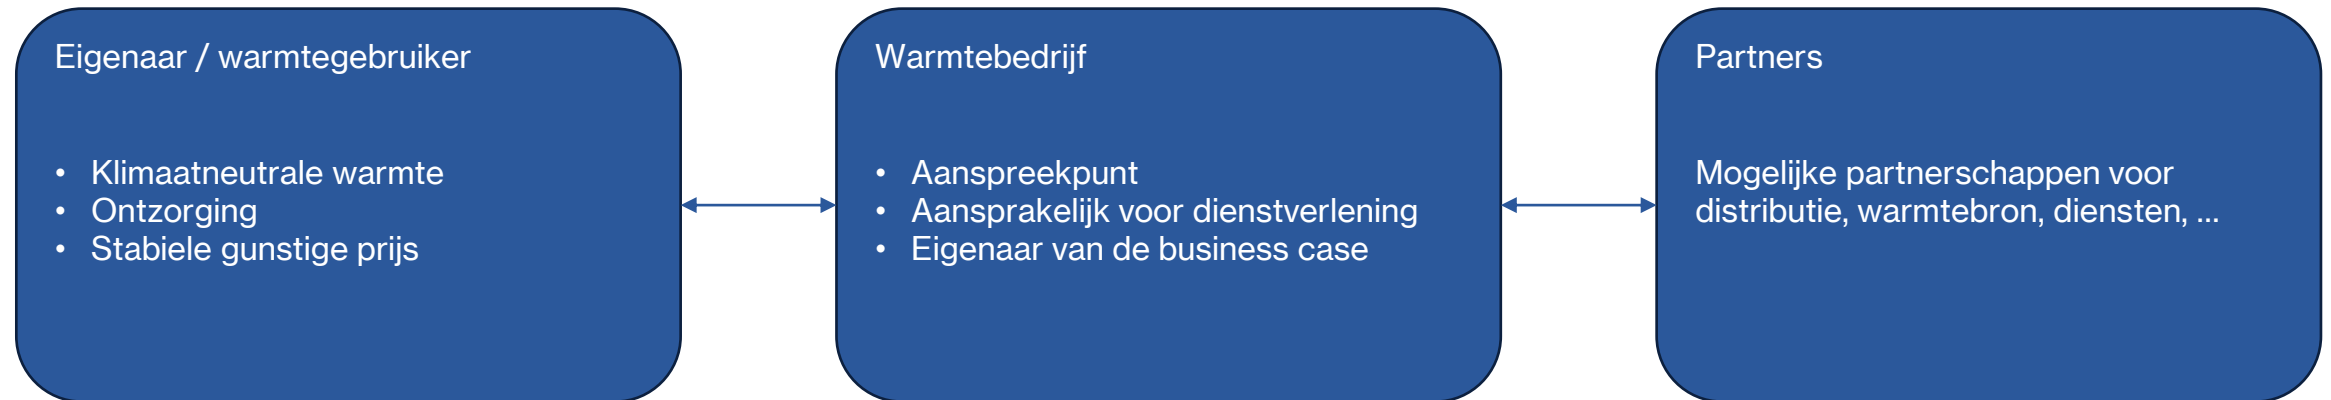 Eigenaar / warmtegebruiker
• Klimaatneutrale warmte
• Ontzorging
• Stabiele gunstige prijs
Warmtebedrijf
• Aanspreekpunt
• Aansprakelijk voor dienstverlening
• Eigenaar van de business case
Partners
Mogelijke partnerschappen voor
distributie, warmtebron, diensten, ...